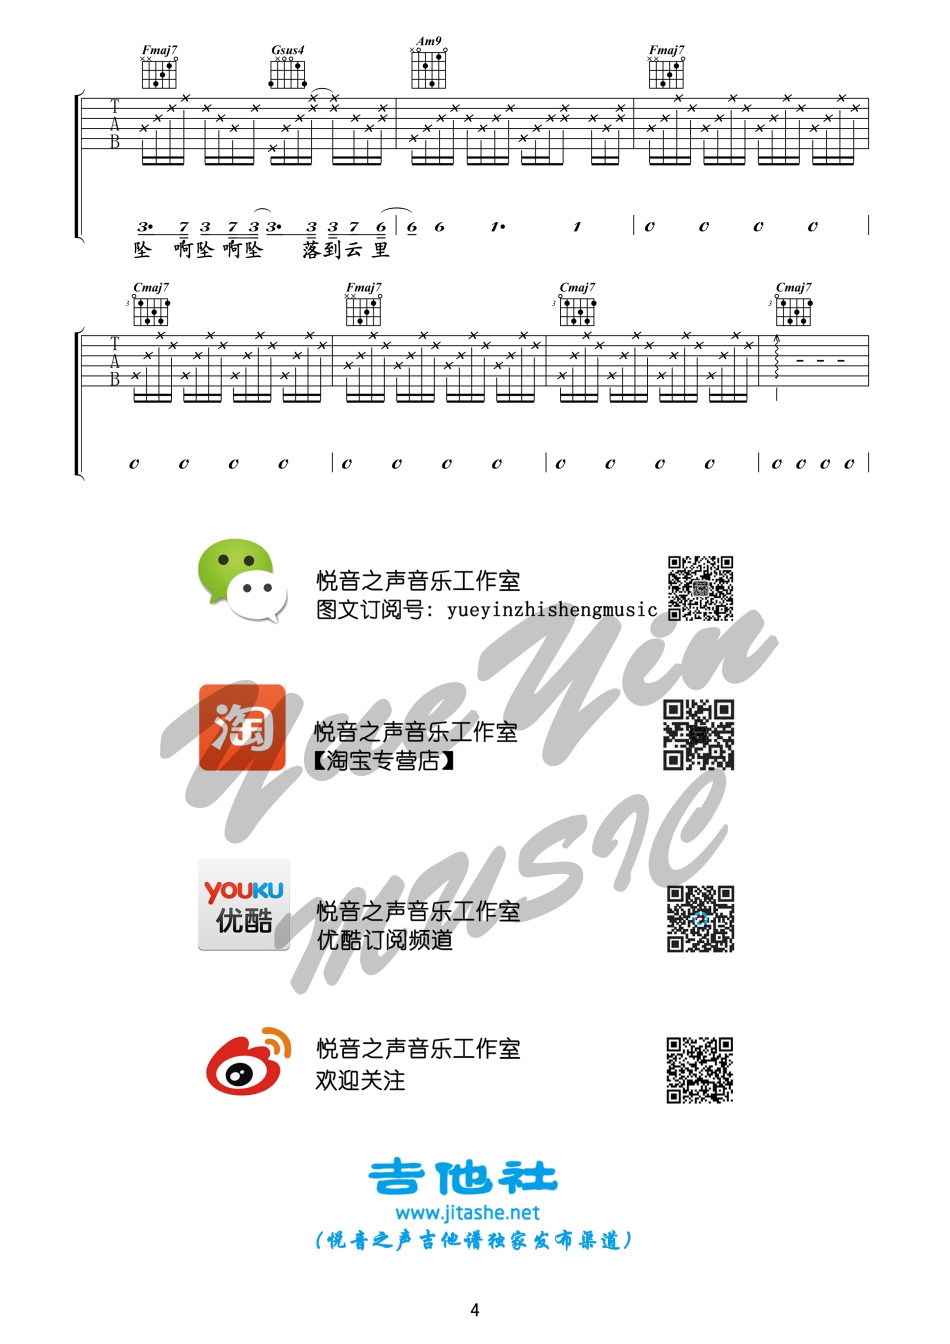 Fmaj7 Gsus4 Am9 Fmaj7
T
A
B
3· 7 3 7 3 3· 3 3 7 6 6 6 1· 1 0 0 0 0
坠 啊坠 啊坠 落到云 里
Cmaj7 Fmaj7 Cmaj7 Cmaj7
3 3 3
T
A
B
0 0 0 0 0 0 0 0 0 0 0 0 0 0 0 0
悦音之声音乐工作室
图文订阅号: yueyinzhishengmusic
淘
悦音之声音乐工作室
【淘宝专营店】
YueYin
MUSIC
YOUKU
优酷
悦音之声音乐工作室
优酷订阅频道
悦音之声音乐工作室
欢迎关注
吉他社
www.jitashe.net
(悦音之声吉他谱独家发布渠道)
4